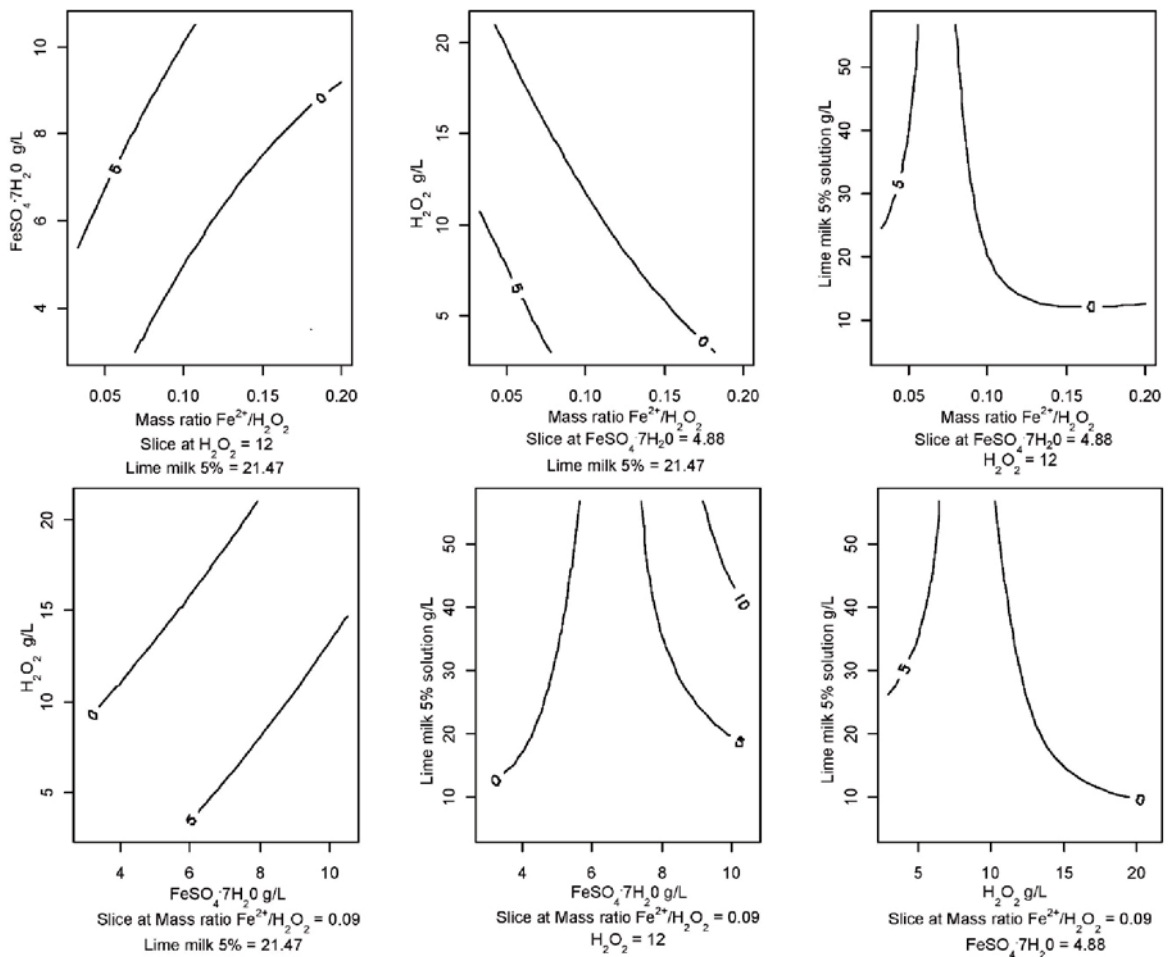 FeSO₄·7H₂0 g/L
10
8
6
4
5
0
0.05 0.10 0.15 0.20
Mass ratio Fe²⁺/H₂O₂
Slice at H₂O₂ = 12
Lime milk 5% = 21.47
H₂O₂ g/L
20
15
10
5
5
0
0.05 0.10 0.15 0.20
Mass ratio Fe²⁺/H₂O₂
Slice at FeSO₄·7H₂0 = 4.88
Lime milk 5% = 21.47
Lime milk 5% solution g/L
50
40
30
20
10
5
0
0.05 0.10 0.15 0.20
Mass ratio Fe²⁺/H₂O₂
Slice at FeSO₄·7H₂0 = 4.88
H₂O₂ = 12
H₂O₂ g/L
20
15
10
5
0
5
4 6 8 10
FeSO₄·7H₂0 g/L
Slice at Mass ratio Fe²⁺/H₂O₂ = 0.09
Lime milk 5% = 21.47
Lime milk 5% solution g/L
50
40
30
20
10
10
0
4 6 8 10
FeSO₄·7H₂0 g/L
Slice at Mass ratio Fe²⁺/H₂O₂ = 0.09
H₂O₂ = 12
Lime milk 5% solution g/L
50
40
30
20
10
5
0
5 10 15 20
H₂O₂ g/L
Slice at Mass ratio Fe²⁺/H₂O₂ = 0.09
FeSO₄·7H₂0 = 4.88